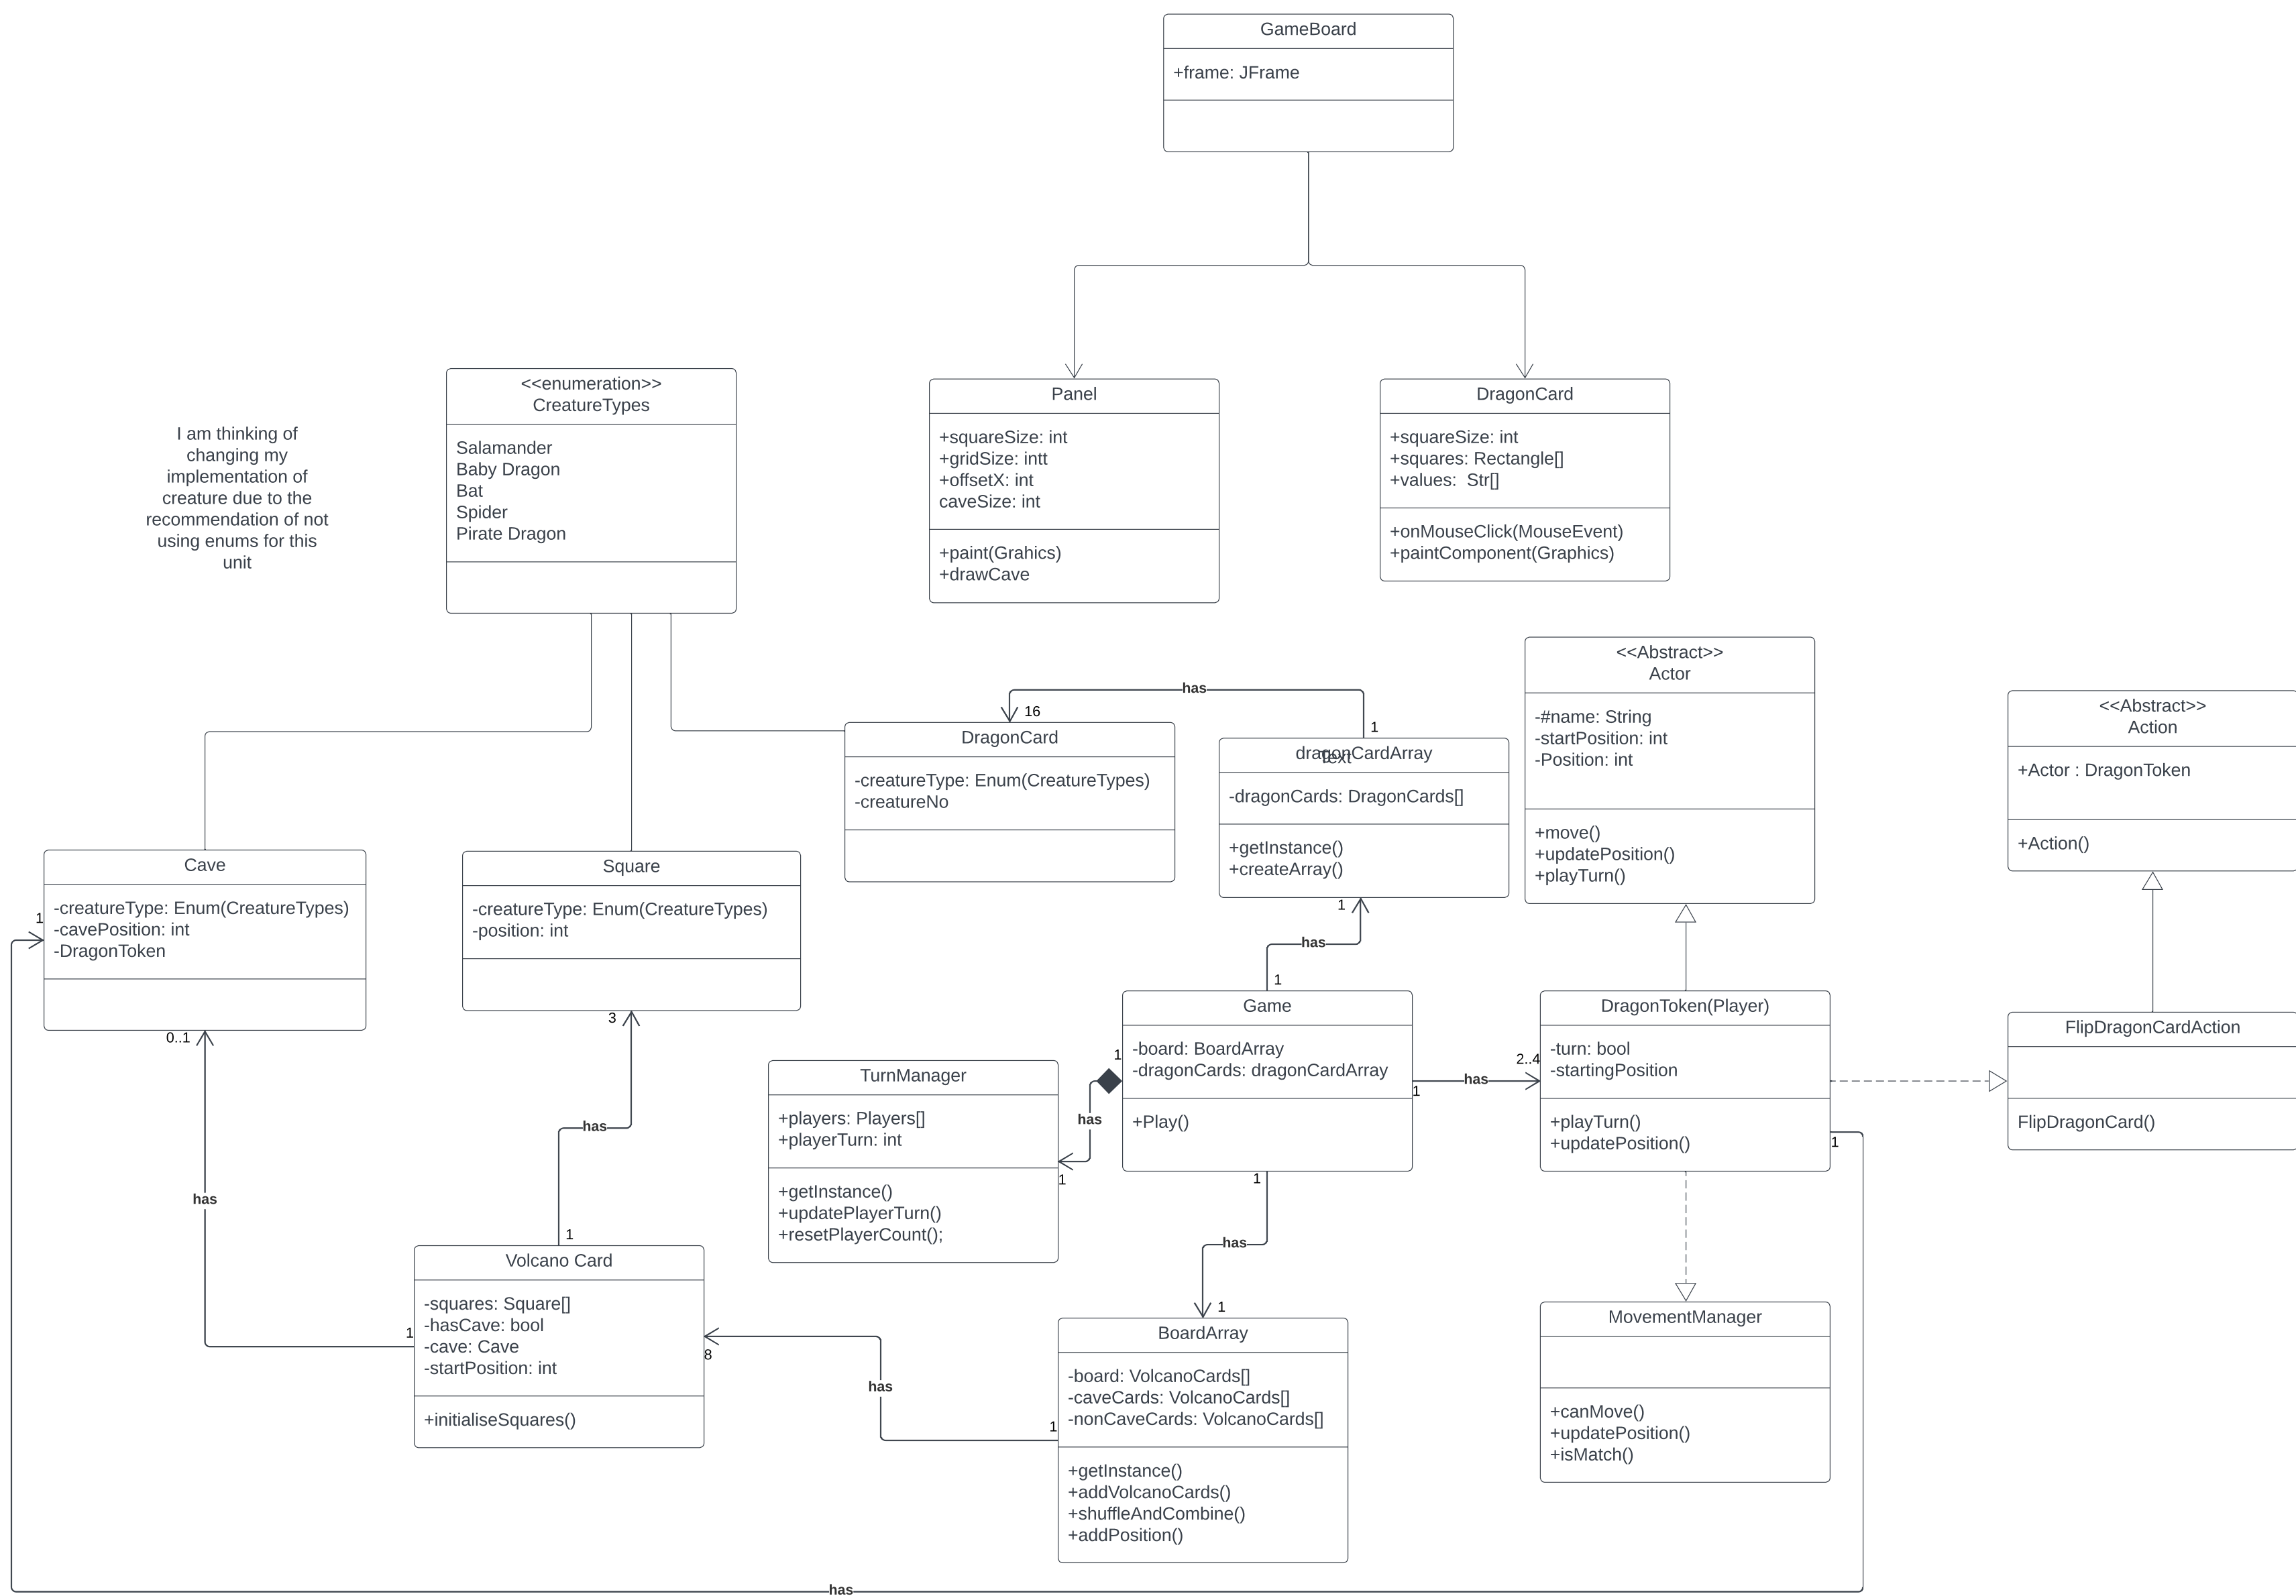 GameBoard
+frame: JFrame
Panel
+squareSize: int
+gridSize: intt
+offsetX: int
caveSize: int
+paint(Grahics)
+drawCave
DragonCard
+squareSize: int
+squares: Rectangle[]
+values:  Str[]
+onMouseClick(MouseEvent)
+paintComponent(Graphics)
<<enumeration>>
CreatureTypes
Salamander
Baby Dragon
Bat
Spider
Pirate Dragon
I am thinking of
changing my
implementation of
creature due to the
recommendation of not
using enums for this
unit
<<Abstract>>
Actor
-#name: String
-startPosition: int
-Position: int
+move()
+updatePosition()
+playTurn()
<<Abstract>>
Action
+Actor : DragonToken
+Action()
has
16
1
DragonCard
-creatureType: Enum(CreatureTypes)
-creatureNo
dragonCardArray
Text
-dragonCards: DragonCards[]
+getInstance()
+createArray()
1
has
1
Cave
-creatureType: Enum(CreatureTypes)
-cavePosition: int
-DragonToken
1
0..1
has
1
Square
-creatureType: Enum(CreatureTypes)
-position: int
3
has
1
Game
-board: BoardArray
-dragonCards: dragonCardArray
+Play()
1
has
1
1
has
2..4
1
has
1
DragonToken(Player)
-turn: bool
-startingPosition
+playTurn()
+updatePosition()
1
FlipDragonCardAction
FlipDragonCard()
TurnManager
+players: Players[]
+playerTurn: int
+getInstance()
+updatePlayerTurn()
+resetPlayerCount();
Volcano Card
-squares: Square[]
-hasCave: bool
-cave: Cave
-startPosition: int
+initialiseSquares()
8
has
1
BoardArray
-board: VolcanoCards[]
-caveCards: VolcanoCards[]
-nonCaveCards: VolcanoCards[]
+getInstance()
+addVolcanoCards()
+shuffleAndCombine()
+addPosition()
MovementManager
+canMove()
+updatePosition()
+isMatch()
has